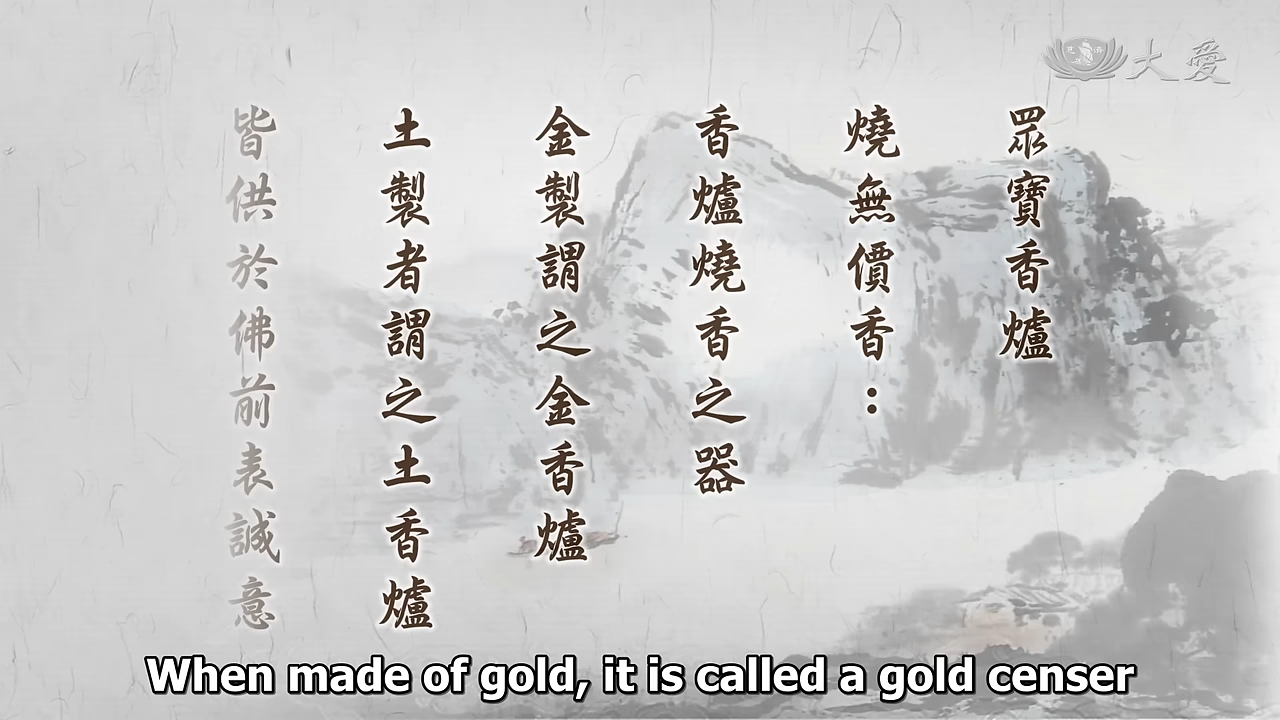 大愛
眾寶香爐
燒無價香：
香爐燒香之器
金製謂之金香爐
土製者謂之土香爐
皆供於佛前表誠意
When made of gold, it is called a gold censer